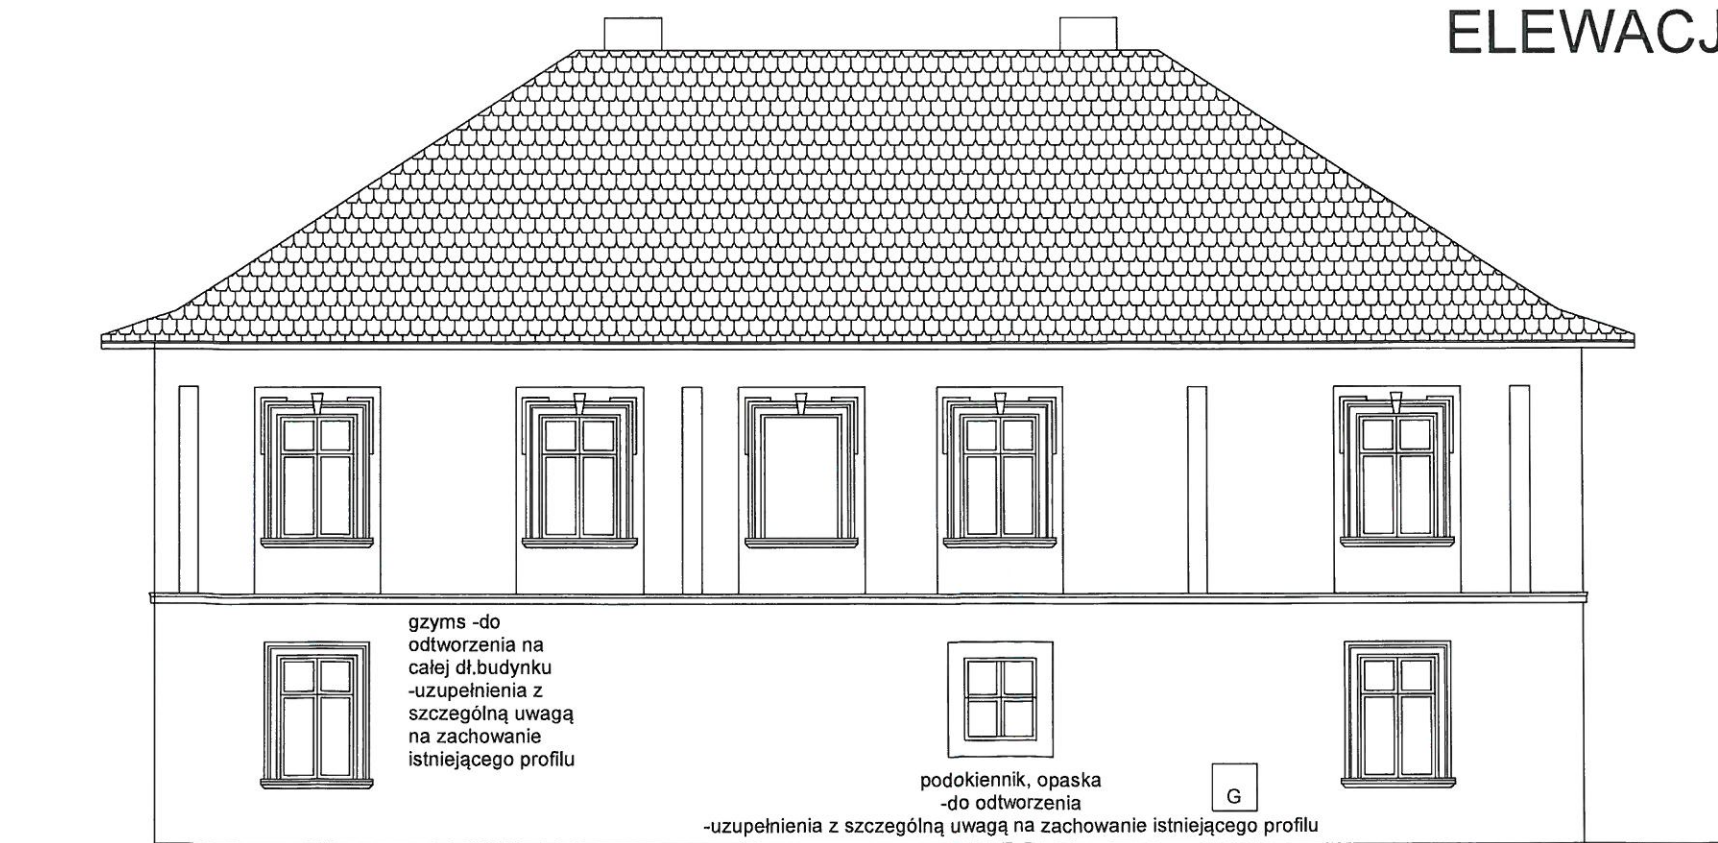 ELEWACJ
gzyms -do
odtworzenia na
całej dł.budynku
-uzupełnienia z
szczególną uwagą
na zachowanie
istniejącego profilu
podokiennik, opaska
-do odtworzenia
-uzupełnienia z szczególną uwagą na zachowanie istniejącego profilu
G